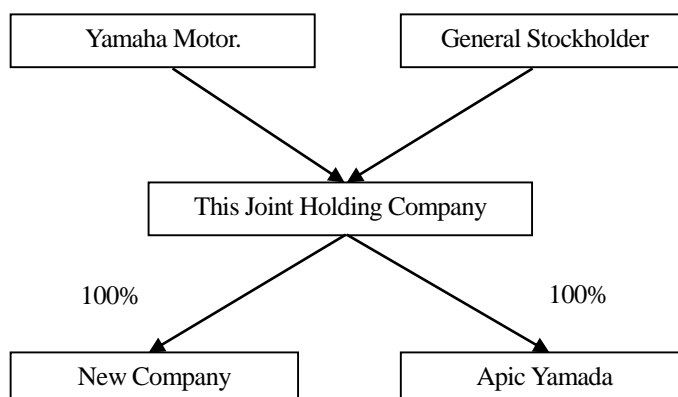 Yamaha Motor.
General Stockholder
This Joint Holding Company
100%
100%
New Company
Apic Yamada